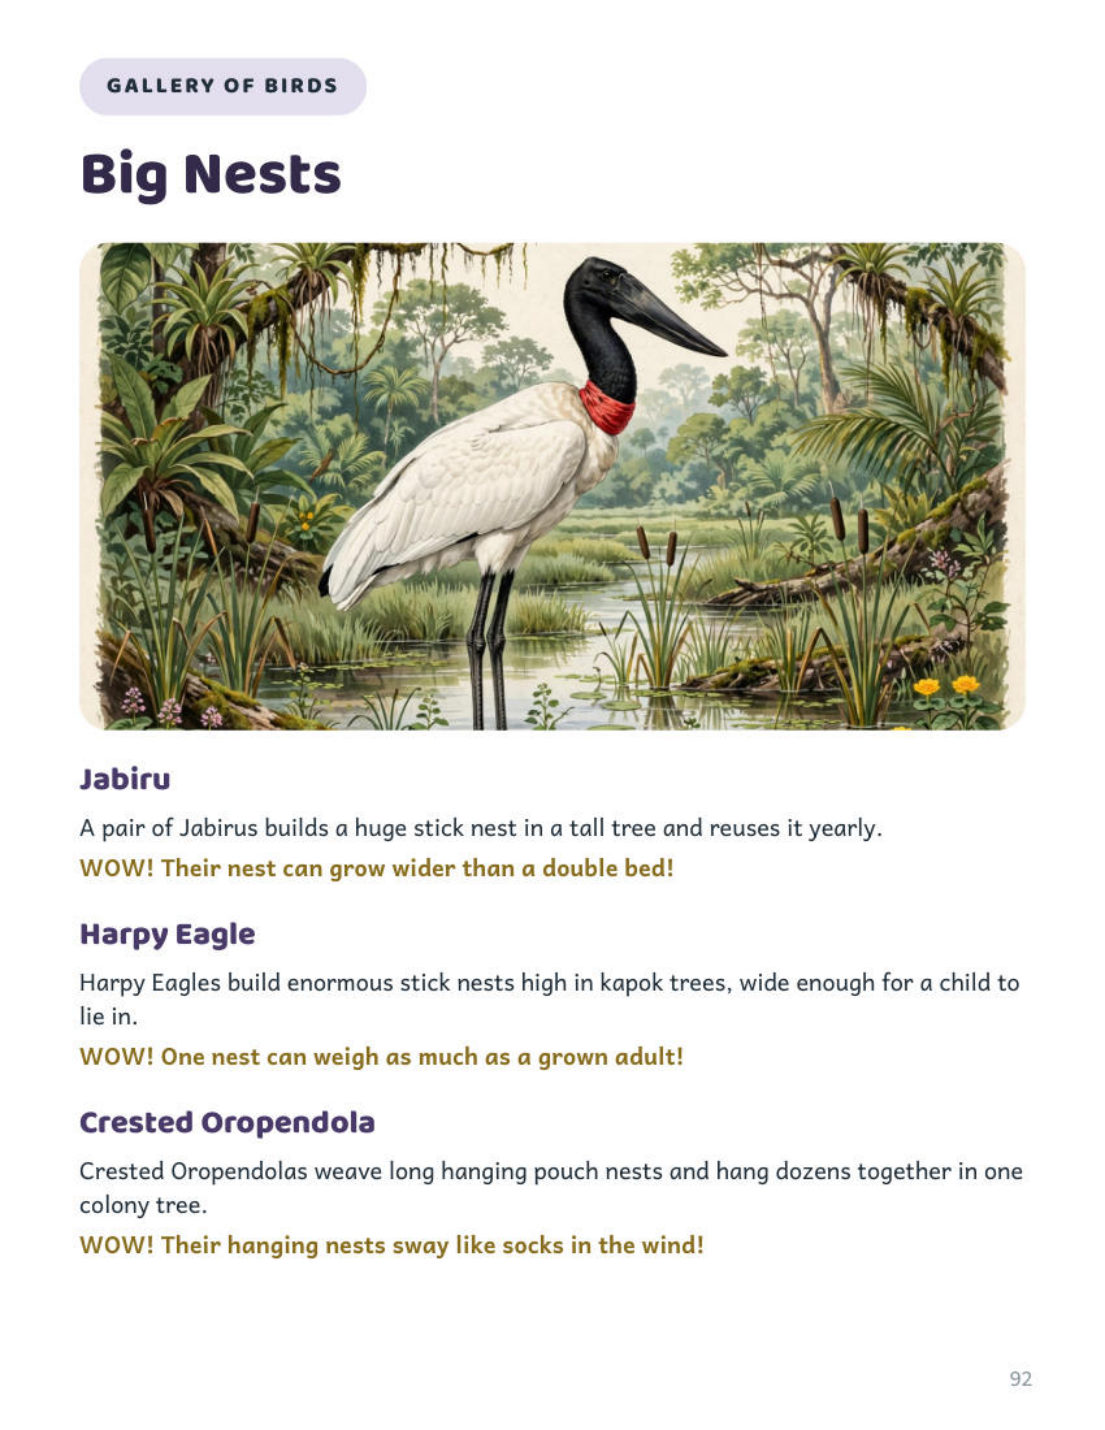 GALLERY OF BIRDS
Big Nests
Jabiru
A pair of Jabirus builds a huge stick nest in a tall tree and reuses it yearly.
WOW! Their nest can grow wider than a double bed!
Harpy Eagle
Harpy Eagles build enormous stick nests high in kapok trees, wide enough for a child to
lie in.
WOW! One nest can weigh as much as a grown adult!
Crested Oropendola
Crested Oropendolas weave long hanging pouch nests and hang dozens together in one
colony tree.
WOW! Their hanging nests sway like socks in the wind!
92